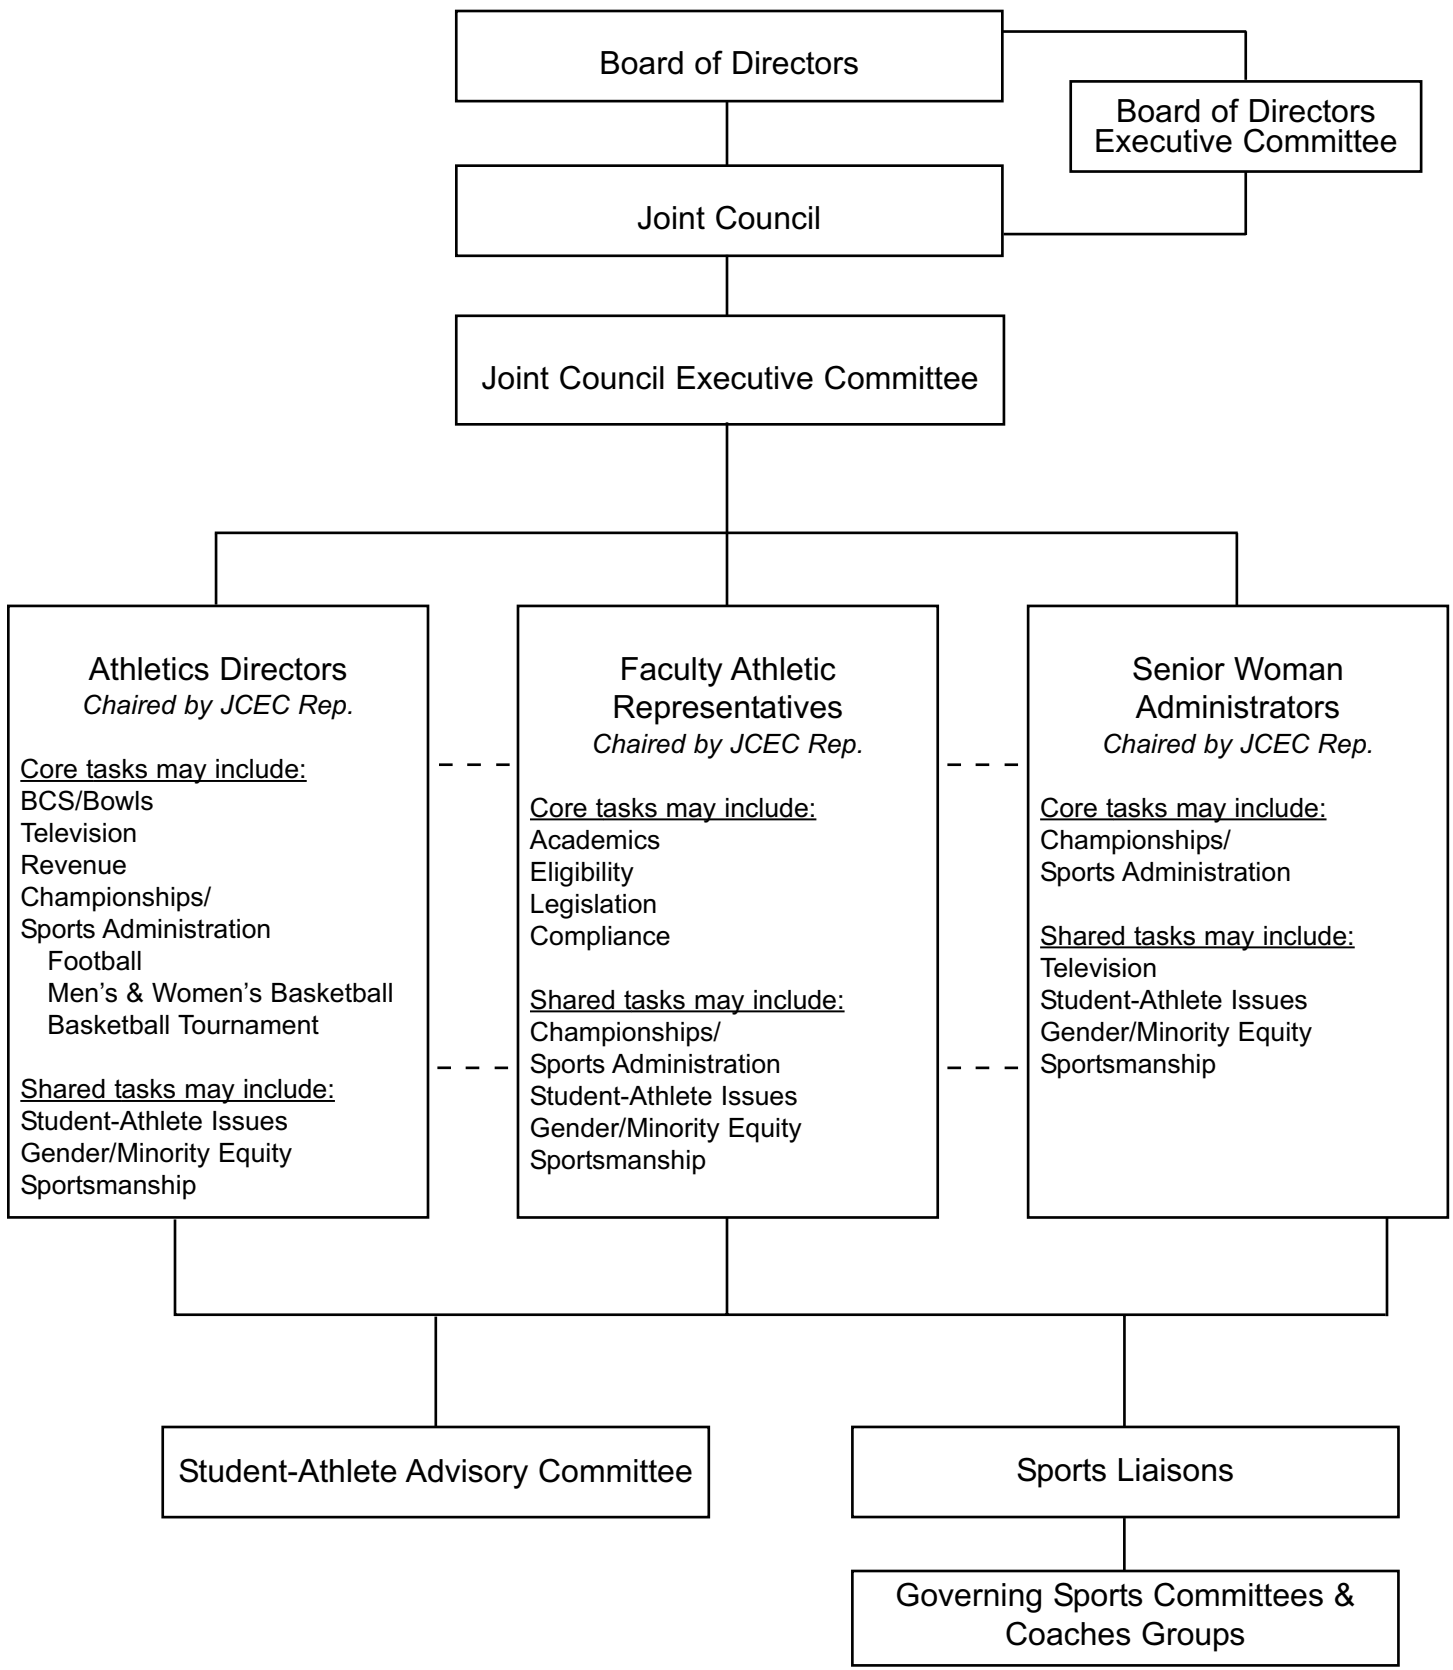 Board of Directors
Board of Directors
Executive Committee
Joint Council
Joint Council Executive Committee
Athletics Directors
Chaired by JCEC Rep.
Core tasks may include:
BCS/Bowls
Television
Revenue
Championships/
Sports Administration
Football
Men’s & Women’s Basketball
Basketball Tournament
Shared tasks may include:
Student-Athlete Issues
Gender/Minority Equity
Sportsmanship
Faculty Athletic
Representatives
Chaired by JCEC Rep.
Core tasks may include:
Academics
Eligibility
Legislation
Compliance
Shared tasks may include:
Championships/
Sports Administration
Student-Athlete Issues
Gender/Minority Equity
Sportsmanship
Senior Woman
Administrators
Chaired by JCEC Rep.
Core tasks may include:
Championships/
Sports Administration
Shared tasks may include:
Television
Student-Athlete Issues
Gender/Minority Equity
Sportsmanship
Student-Athlete Advisory Committee
Sports Liaisons
Governing Sports Committees &
Coaches Groups